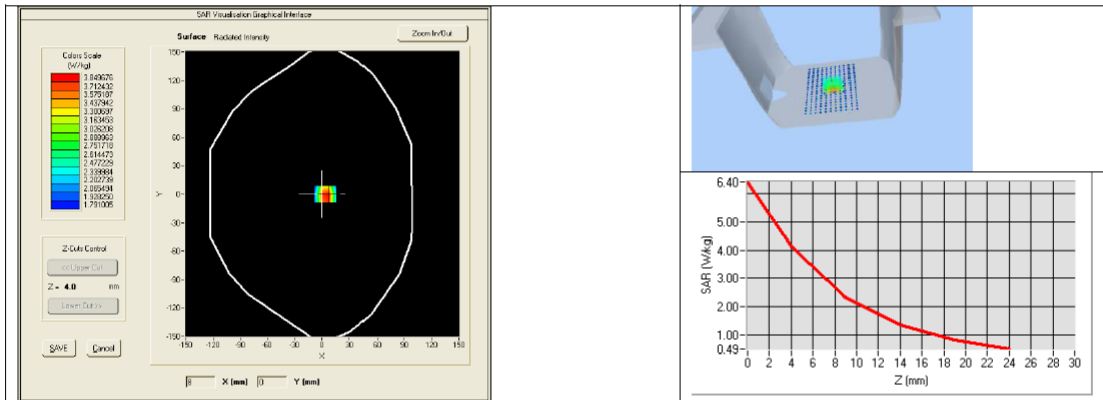 SAR Visualisation Graphical Interface
Surface Radiated Intensity
Zoom In/Out
Colors Scale
(W/kg)
3.849676
3.712432
3.575187
3.437942
3.300697
3.163453
3.026208
2.888963
2.751718
2.614473
2.477229
2.339984
2.202739
2.065494
1.928250
1.791005
Z-Cuts Control
<< Upper Cut
Z = 4.0 mm
Lower Cut >>
SAVE Cancel
150
120
90
60
30
Y 0
-30
-60
-90
-120
-150
-150 -120 -90 -60 -30 0 30 60 90 120 150
X
8 X (mm) 0 Y (mm)
6.40
5.00
4.00
3.00
2.00
1.00
0.49
SAR (W/kg)
0 2 4 6 8 10 12 14 16 18 20 22 24 26 28 30
Z (mm)